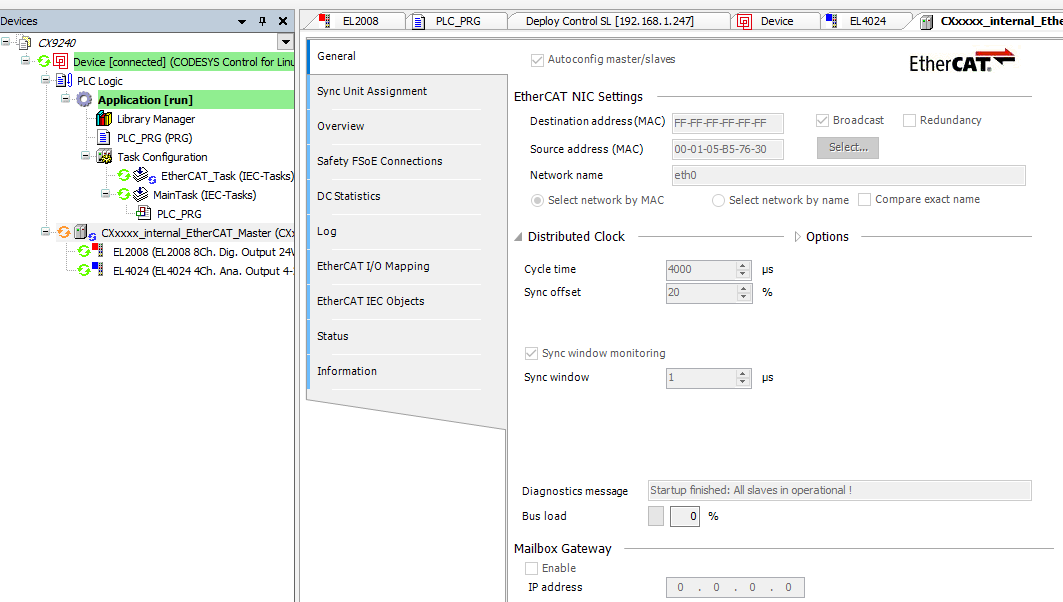 Devices
CX9240
Device [connected] (CODESYS Control for Linu
PLC Logic
Application [run]
Library Manager
PLC_PRG (PRG)
Task Configuration
EtherCAT_Task (IEC-Tasks)
MainTask (IEC-Tasks)
PLC_PRG
CXxxxx_internal_EtherCAT_Master (CX
EL2008 (EL2008 8Ch. Dig. Output 24V
EL4024 (EL4024 4Ch. Ana. Output 4-
EL2008 PLC_PRG Deploy Control SL [192.168.1.247] Device EL4024 CXxxxx_internal_Ethe
General
Sync Unit Assignment
Overview
Safety FSoE Connections
DC Statistics
Log
EtherCAT I/O Mapping
EtherCAT IEC Objects
Status
Information
Autoconfig master/slaves
EtherCAT®
EtherCAT NIC Settings
Destination address (MAC) FF-FF-FF-FF-FF-FF Broadcast Redundancy
Source address (MAC) 00-01-05-B5-76-30 Select...
Network name eth0
Select network by MAC Select network by name Compare exact name
Distributed Clock Options
Cycle time 4000 µs
Sync offset 20 %
Sync window monitoring
Sync window 1 µs
Diagnostics message Startup finished: All slaves in operational !
Bus load 0 %
Mailbox Gateway
Enable
IP address 0 . 0 . 0 . 0